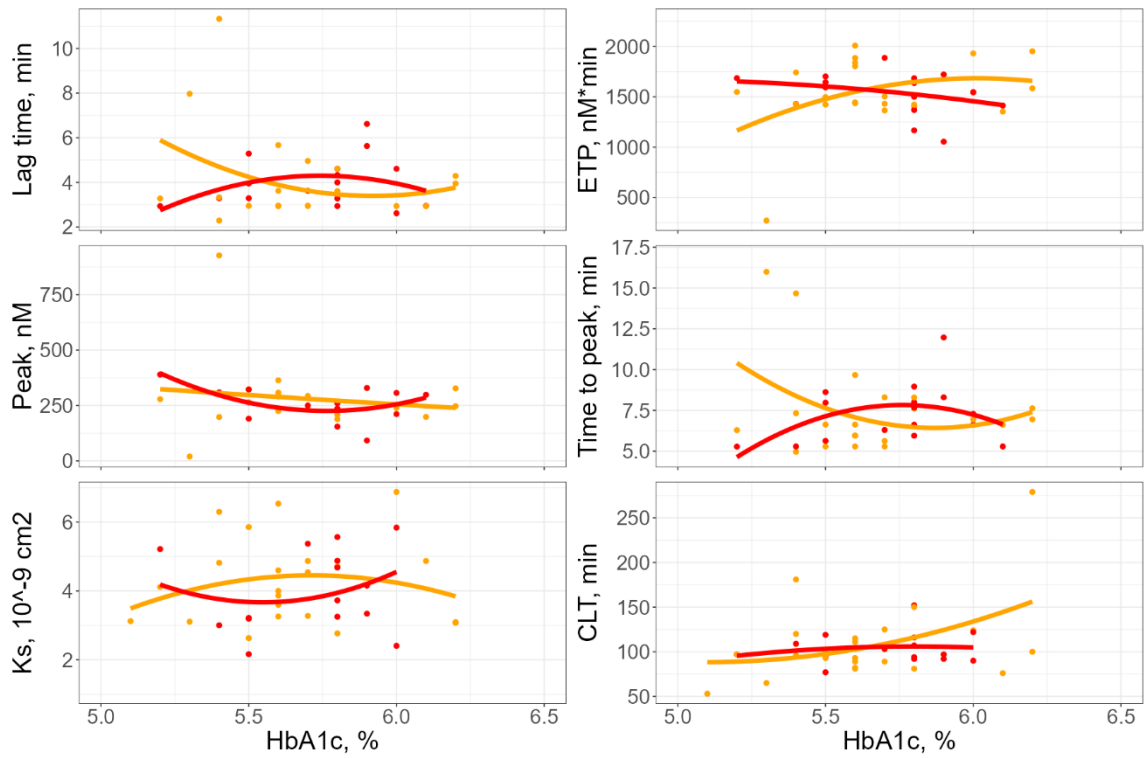 Lag time, min
10
8
6
4
2
ETP, nM*min
2000
1500
1000
500
Peak, nM
750
500
250
0
Time to peak, min
17.5
15.0
12.5
10.0
7.5
5.0
Ks, 10^-9 cm2
6
4
2
5.0 5.5 6.0 6.5
HbA1c, %
CLT, min
250
200
150
100
50
5.0 5.5 6.0 6.5
HbA1c, %